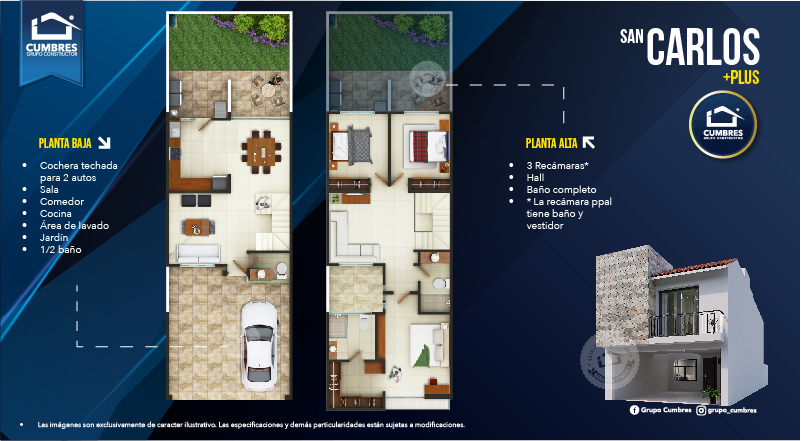 CUMBRES
GRUPO CONSTRUCTOR
SAN CARLOS
+PLUS
CUMBRES
GRUPO CONSTRUCTOR
PLANTA BAJA
• Cochera techada
para 2 autos
• Sala
• Comedor
• Cocina
• Área de lavado
• Jardín
• 1/2 baño
PLANTA ALTA
• 3 Recámaras*
• Hall
• Baño completo
• * La recámara ppal
tiene baño y
vestidor
Grupo Cumbres
grupo_cumbres
• Las imágenes son exclusivamente de caracter ilustrativo. Las especificaciones y demás particularidades están sujetas a modificaciones.